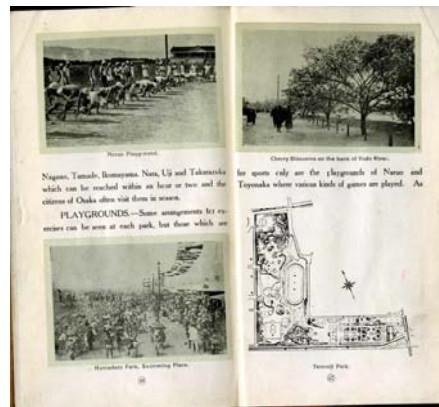 Naruo Playground.
Nagano, Tamade, Ikomayama, Nara, Uji and Takarazuka
which can be reached within an hour or two and the
citizens of Osaka often visit them in season.
PLAYGROUNDS.—Some arrangements for ex-
ercises can be seen at each park, but those which are
Hamadera Park, Swimming Place.
Cherry Blossoms on the bank of Yodo River.
for sports only are the playgrounds of Naruo and
Toyonaka where various kinds of games are played. As
Tennoji Park.